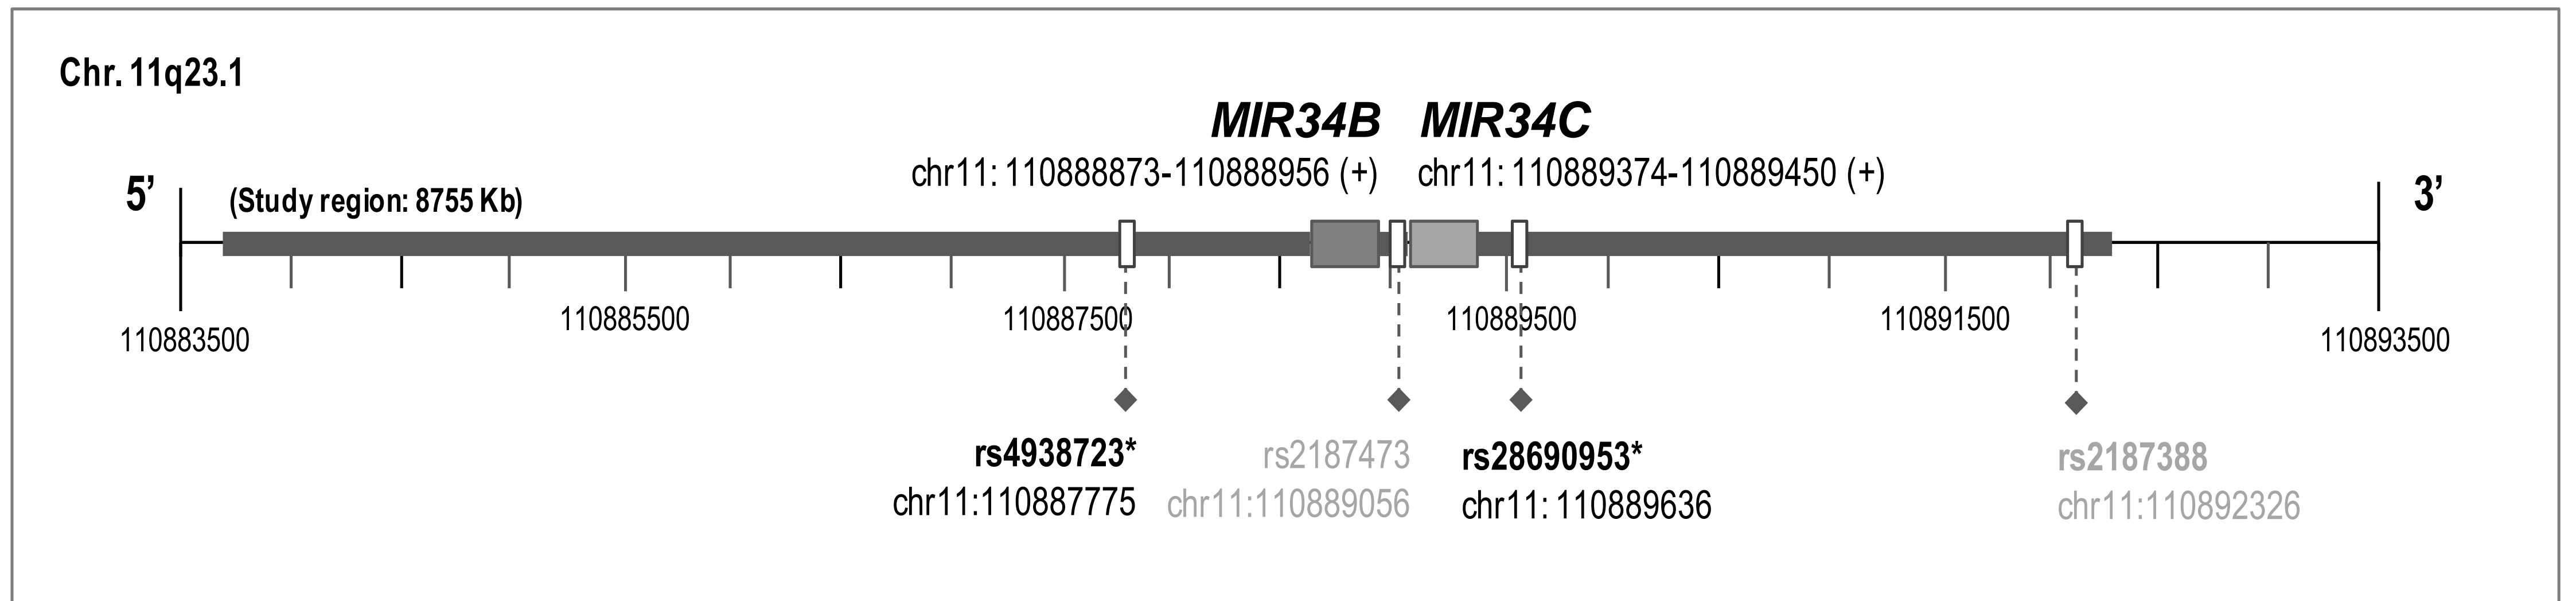 Chr. 11q23.1
MIR34B MIR34C
chr11: 110888873-110888956 (+) chr11: 110889374-110889450 (+)
5’ (Study region: 8755 Kb) 3’
110883500 110885500 110887500 110889500 110891500 110893500
rs4938723* rs2187473 rs28690953* rs2187388
chr11:110887775 chr11:110889056 chr11: 110889636 chr11:110892326